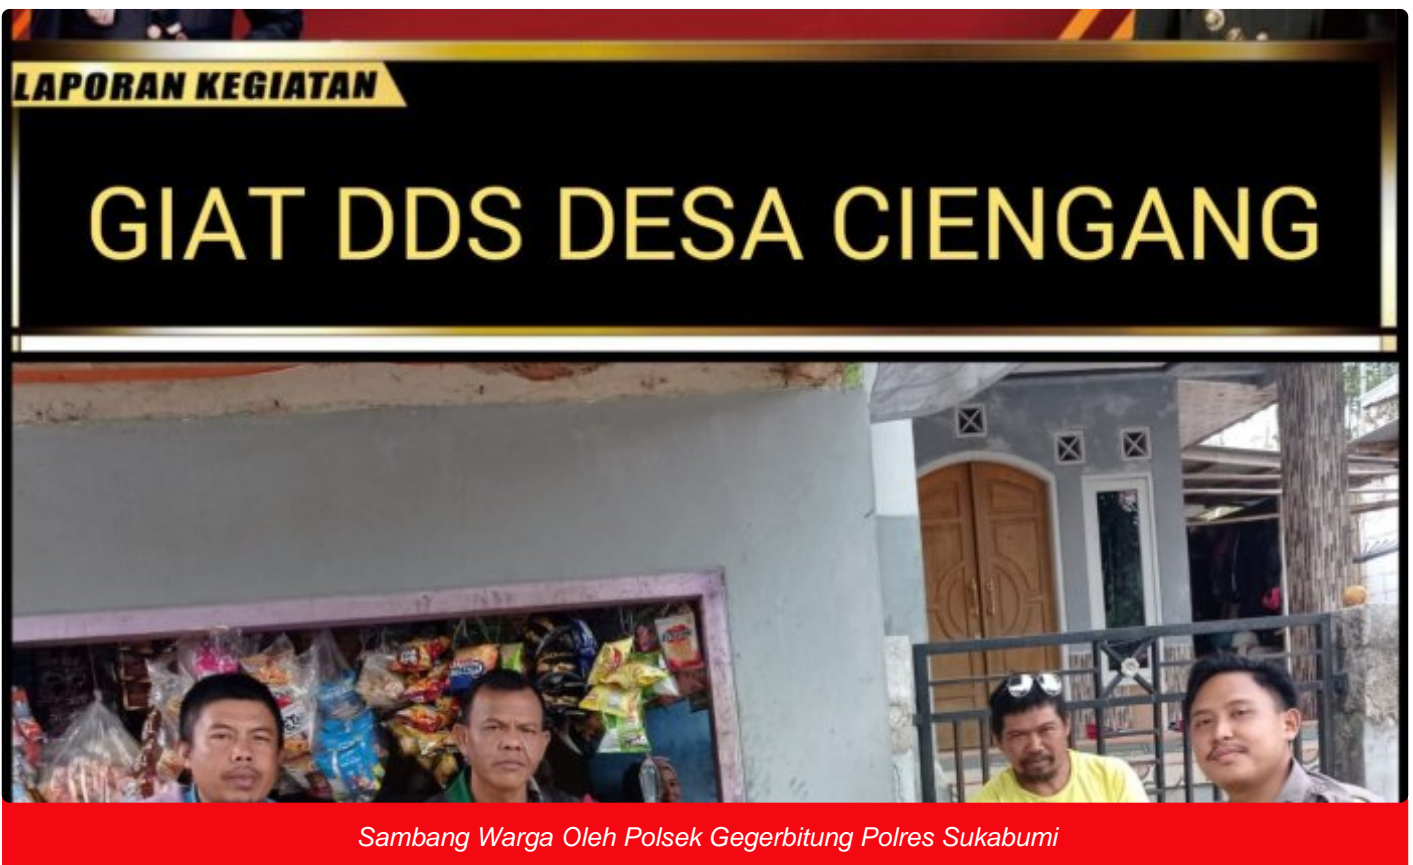 LAPORAN KEGIATAN
GIAT DDS DESA CIENGANG
Sambang Warga Oleh Polsek Gegerbitung Polres Sukabumi